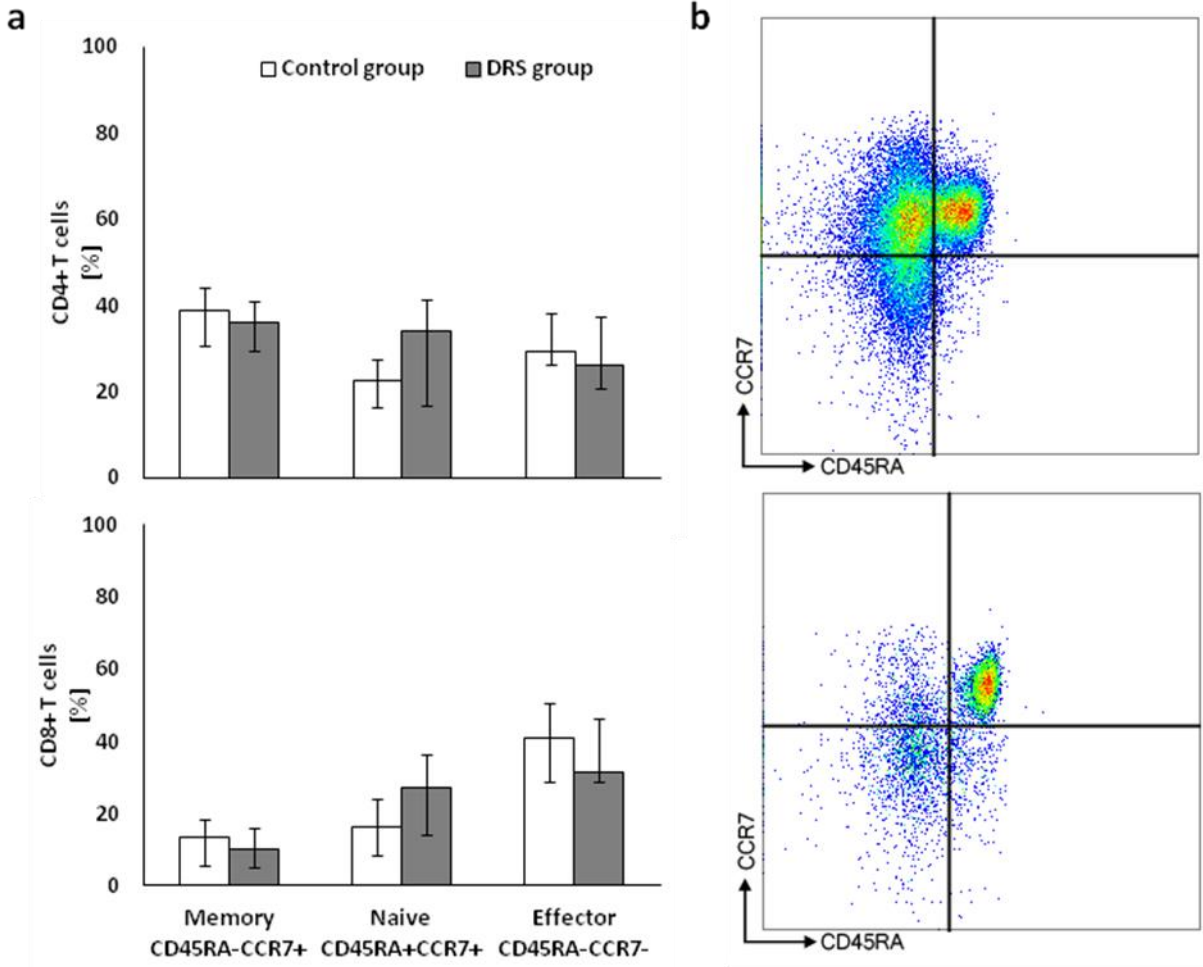 a
100
80
60
40
20
0
CD4+ T cells
[%]
Control group
DRS group
b
CCR7
CD45RA
100
80
60
40
20
0
CD8+ T cells
[%]
Memory
CD45RA-CCR7+
Naive
CD45RA+CCR7+
Effector
CD45RA-CCR7-
CCR7
CD45RA